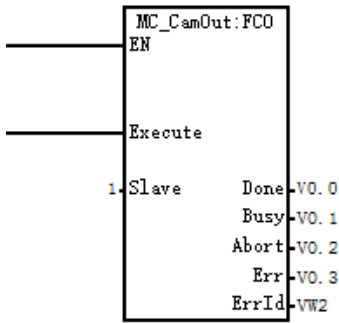 MC_CamOut:FC0
EN
Execute
1 Slave Done V0.0
Busy V0.1
Abort V0.2
Err V0.3
ErrId VW2